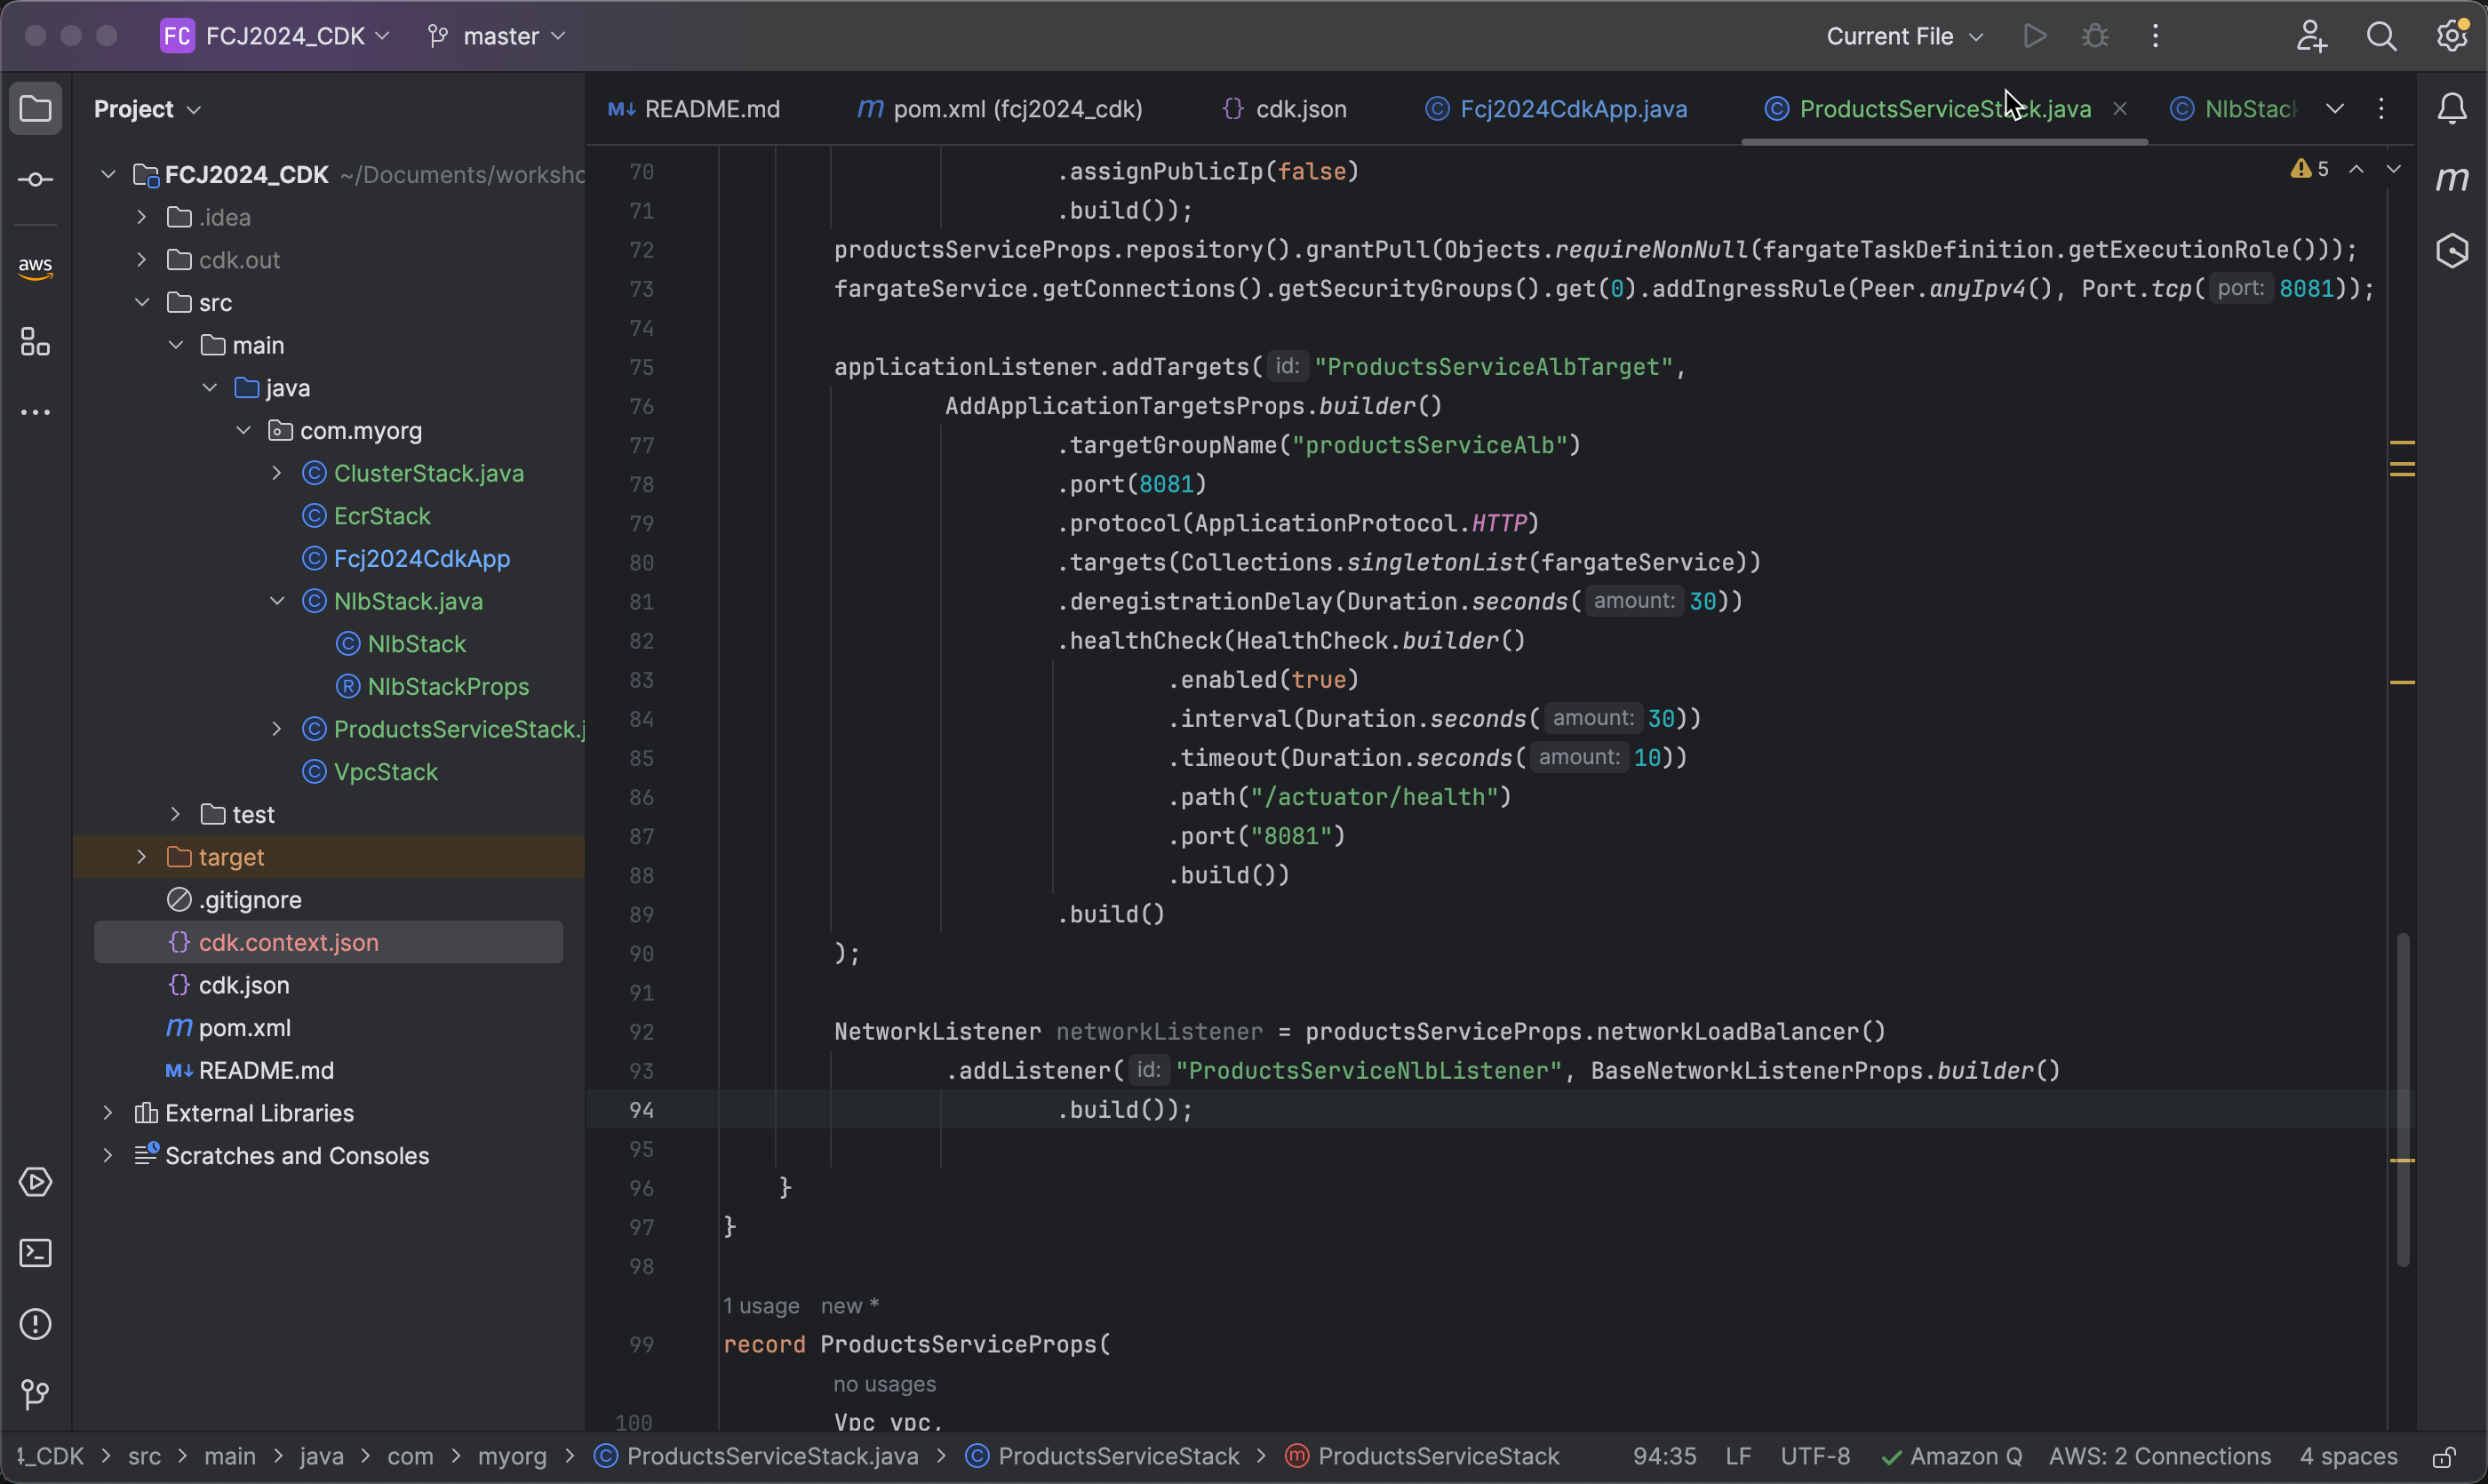 FC FCJ2024_CDK master Current File
Project
README.md pom.xml (fcj2024_cdk) cdk.json Fcj2024CdkApp.java ProductsServiceStack.java NlbStack
FCJ2024_CDK ~/Documents/worksho
.idea
cdk.out
aws
src
main
java
com.myorg
ClusterStack.java
EcrStack
Fcj2024CdkApp
NlbStack.java
NlbStack
NlbStackProps
ProductsServiceStack.j
VpcStack
test
target
.gitignore
cdk.context.json
cdk.json
pom.xml
README.md
External Libraries
Scratches and Consoles
5
70 .assignPublicIp(false)
71 .build());
72 productsServiceProps.repository().grantPull(Objects.requireNonNull(fargateTaskDefinition.getExecutionRole()));
73 fargateService.getConnections().getSecurityGroups().get(0).addIngressRule(Peer.anyIpv4(), Port.tcp( port: 8081));
74
75 applicationListener.addTargets( id: "ProductsServiceAlbTarget",
76 AddApplicationTargetsProps.builder()
77 .targetGroupName("productsServiceAlb")
78 .port(8081)
79 .protocol(ApplicationProtocol.HTTP)
80 .targets(Collections.singletonList(fargateService))
81 .deregistrationDelay(Duration.seconds( amount: 30))
82 .healthCheck(HealthCheck.builder()
83 .enabled(true)
84 .interval(Duration.seconds( amount: 30))
85 .timeout(Duration.seconds( amount: 10))
86 .path("/actuator/health")
87 .port("8081")
88 .build())
89 .build()
90 );
91
92 NetworkListener networkListener = productsServiceProps.networkLoadBalancer()
93 .addListener( id: "ProductsServiceNlbListener", BaseNetworkListenerProps.builder()
94 .build());
95
96 }
97 }
98
1 usage new *
99 record ProductsServiceProps(
no usages
100 Vpc vpc,
4_CDK > src > main > java > com > myorg > ProductsServiceStack.java > ProductsServiceStack > ProductsServiceStack 94:35 LF UTF-8 Amazon Q AWS: 2 Connections 4 spaces